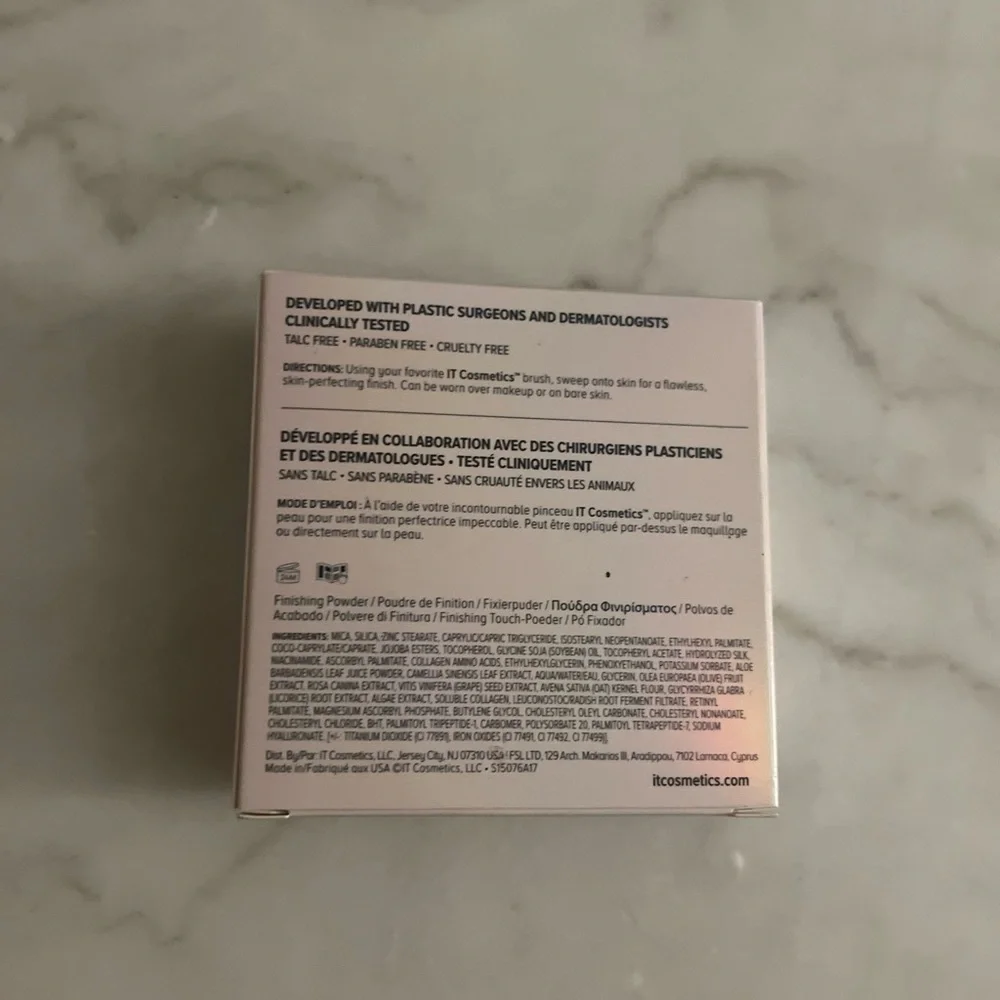 DEVELOPED WITH PLASTIC SURGEONS AND DERMATOLOGISTS
CLINICALLY TESTED
TALC FREE • PARABEN FREE • CRUELTY FREE
DIRECTIONS: Using your favorite IT Cosmetics™ brush, sweep onto skin for a flawless,
skin-perfecting finish. Can be worn over makeup or on bare skin.
DÉVELOPPÉ EN COLLABORATION AVEC DES CHIRURGIENS PLASTICIENS
ET DES DERMATOLOGUES • TESTÉ CLINIQUEMENT
SANS TALC • SANS PARABÈNE • SANS CRUAUTÉ ENVERS LES ANIMAUX
MODE D'EMPLOI : À l'aide de votre incontournable pinceau IT Cosmetics™, appliquez sur la
peau pour une finition perfectrice impeccable. Peut être appliqué par-dessus le maquillage
ou directement sur la peau.
24M
Finishing Powder / Poudre de Finition / Fixierpuder / Πούδρα Φινιρίσματος / Polvos de
Acabado / Polvere di Finitura / Finishing Touch-Poeder / Pó Fixador
INGREDIENTS: MICA, SILICA, ZINC STEARATE, CAPRYLIC/CAPRIC TRIGLYCERIDE, ISOSTEARYL NEOPENTANOATE, ETHYLHEXYL PALMITATE,
COCO-CAPRYLATE/CAPRATE, JOJOBA ESTERS, TOCOPHEROL, GLYCINE SOJA (SOYBEAN) OIL, TOCOPHERYL ACETATE, HYDROLYZED SILK,
NIACINAMIDE, ASCORBYL PALMITATE, COLLAGEN AMINO ACIDS, ETHYLHEXYLGLYCERIN, PHENOXYETHANOL, POTASSIUM SORBATE, ALOE
BARBADENSIS LEAF JUICE POWDER, CAMELLIA SINENSIS LEAF EXTRACT, AQUA/WATER/EAU, GLYCERIN, OLEA EUROPAEA (OLIVE) FRUIT
EXTRACT, ROSA CANINA EXTRACT, VITIS VINIFERA (GRAPE) SEED EXTRACT, AVENA SATIVA (OAT) KERNEL FLOUR, GLYCYRRHIZA GLABRA
(LICORICE) ROOT EXTRACT, ALGAE EXTRACT, SOLUBLE COLLAGEN, LEUCONOSTOC/RADISH ROOT FERMENT FILTRATE, RETINYL
PALMITATE, MAGNESIUM ASCORBYL PHOSPHATE, BUTYLENE GLYCOL, CHOLESTERYL OLEYL CARBONATE, CHOLESTERYL NONANOATE,
CHOLESTERYL CHLORIDE, BHT, PALMITOYL TRIPEPTIDE-1, CARBOMER, POLYSORBATE 20, PALMITOYL TETRAPEPTIDE-7, SODIUM
HYALURONATE. [+/- TITANIUM DIOXIDE (CI 77891), IRON OXIDES (CI 77491, CI 77492, CI 77499)].
Dist. By/Par: IT Cosmetics, LLC, Jersey City, NJ 07310 USA | FSL LTD, 129 Arch. Makarios III, Aradippou, 7102 Larnaca, Cyprus
Made in/Fabriqué aux USA ©IT Cosmetics, LLC • S15076A17
itcosmetics.com